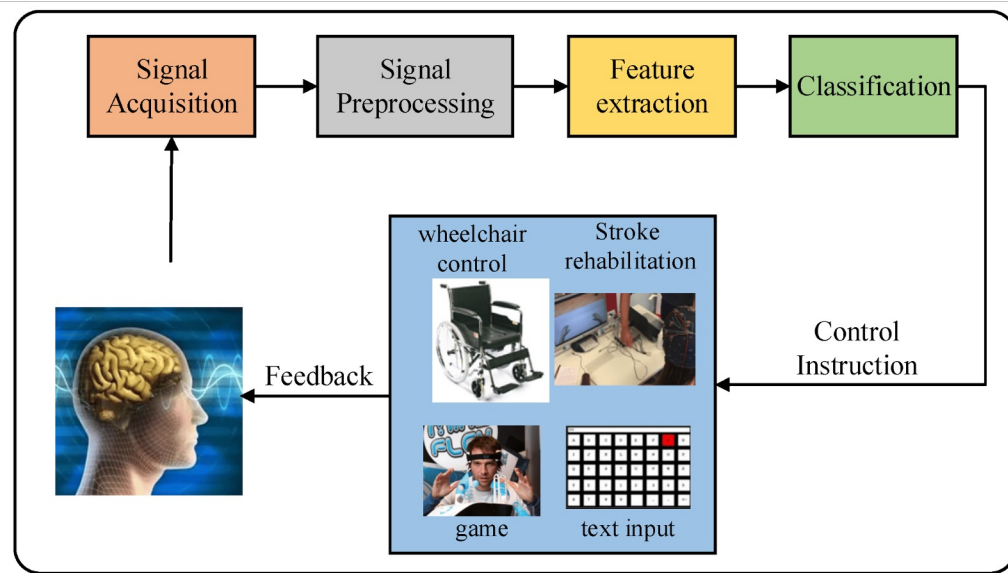 Signal
Acquisition
Signal
Preprocessing
Feature
extraction
Classification
wheelchair
control
Stroke
rehabilitation
Control
Instruction
Feedback
game
text input